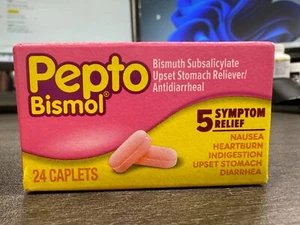 Pepto
Bismol®
Bismuth Subsalicylate
Upset Stomach Reliever/
Antidiarrheal
5 SYMPTOM
RELIEF
NAUSEA
HEARTBURN
INDIGESTION
UPSET STOMACH
DIARRHEA
24 CAPLETS